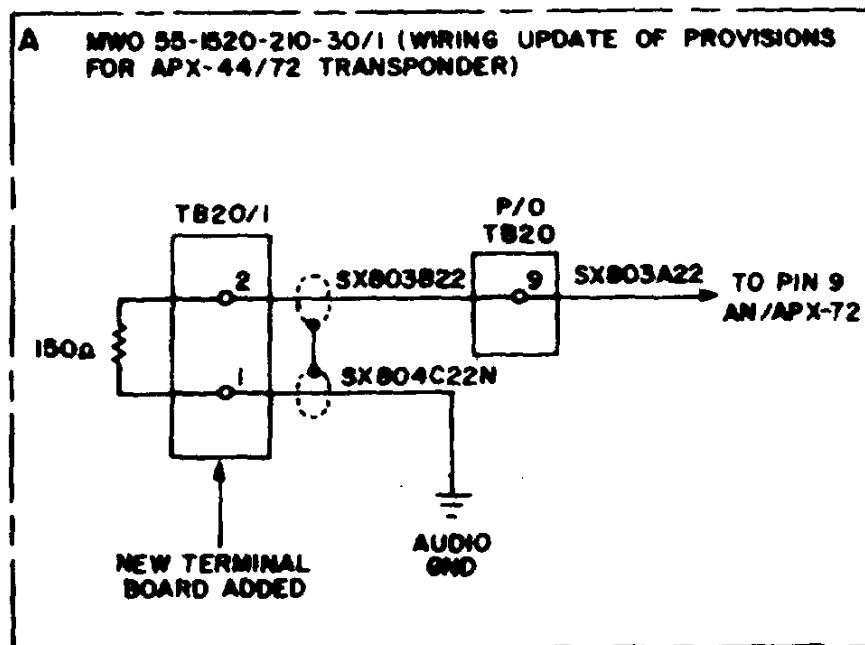 A MWO 55-1520-210-30/1 (WIRING UPDATE OF PROVISIONS
FOR APX-44/72 TRANSPONDER)
TB20/1
P/O
TB20
2
SX803B22
9
SX803A22
TO PIN 9
AN/APX-72
150Ω
1
SX804C22N
AUDIO
GND
NEW TERMINAL
BOARD ADDED